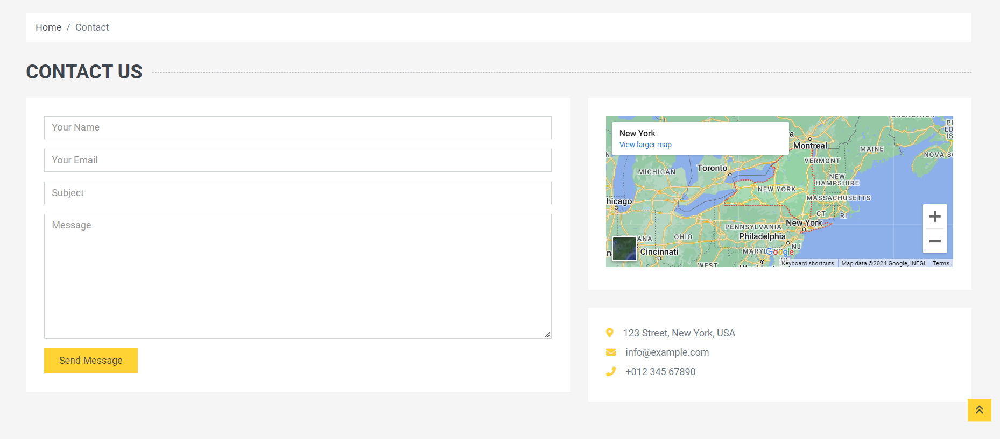 Home / Contact
CONTACT US
Your Name
Your Email
Subject
Message
Send Message
New York
View larger map
Montreal
MAINE
NOVA
VERMONT
Toronto
MICHIGAN
NEW
HAMPSHIRE
NEW YORK
MASSACHUSETTS
hicago
CT
RI
New York
PENNSYLVANIA
Philadelphia
OHIO
ANA
NJ
Cincinnati
Google
WEST
Keyboard shortcuts
Map data ©2024 Google, INEGI
Terms
123 Street, New York, USA
info@example.com
+012 345 67890